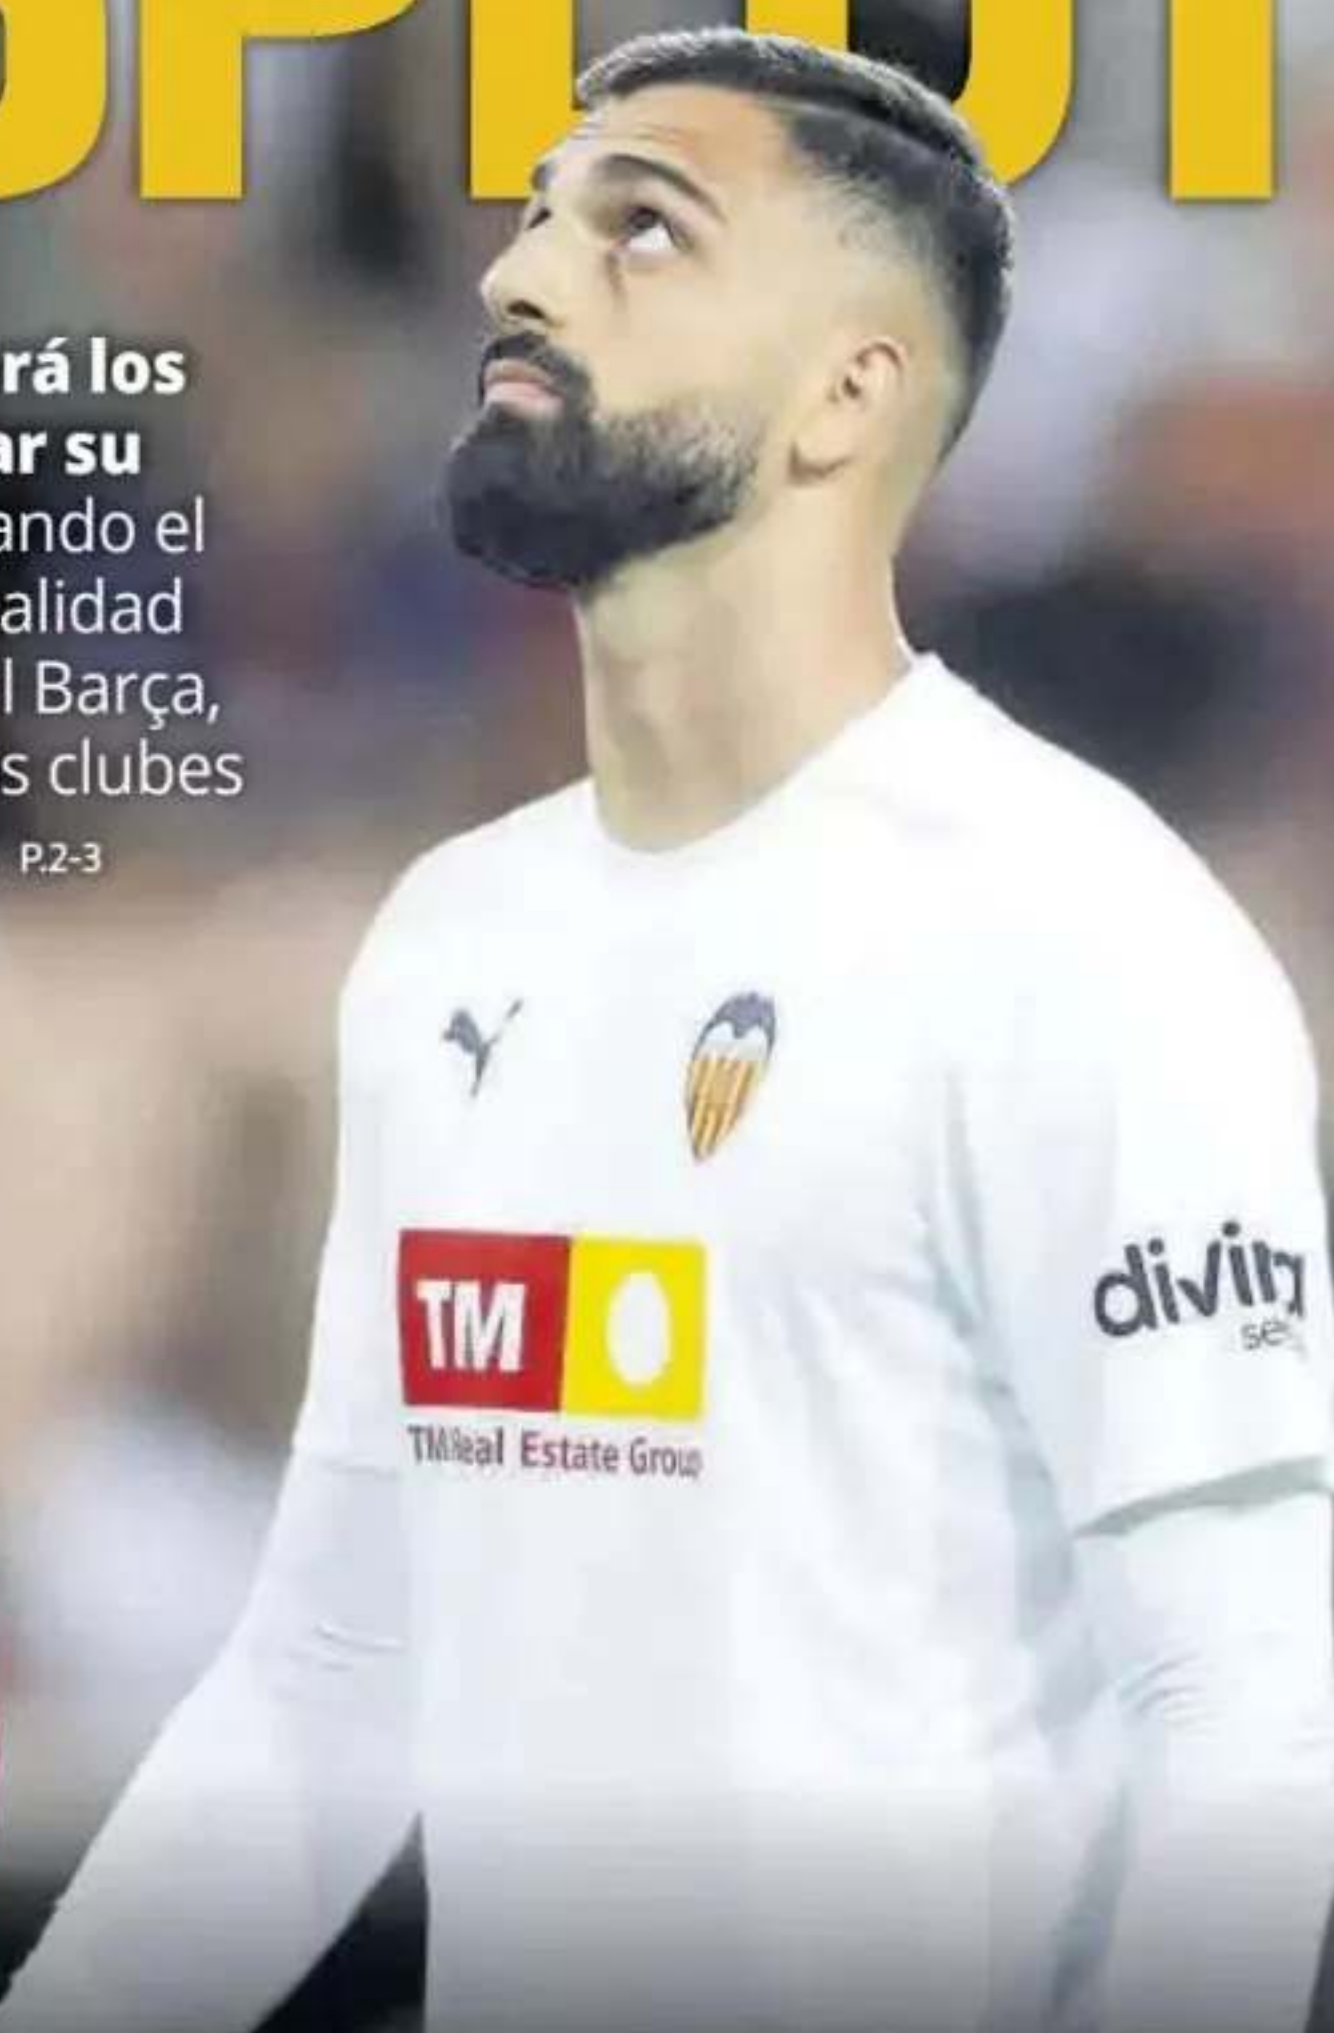 rá los
ar su
ando el
alidad
l Barça,
s clubes
P.2-3
TM
TM Real Estate Group